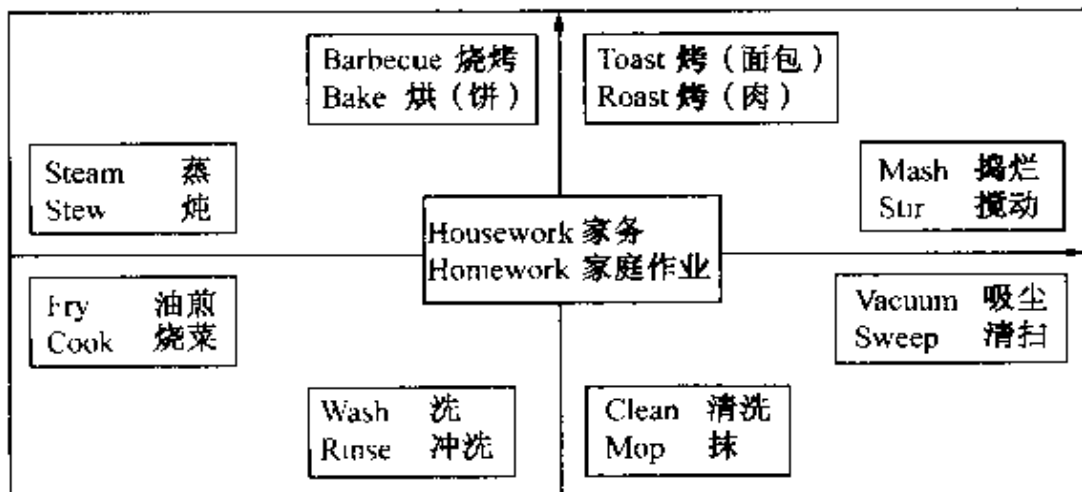 Barbecue 烧烤
Bake 烘（饼）
Toast 烤（面包）
Roast 烤（肉）
Steam 蒸
Stew 炖
Mash 捣烂
Stir 搅动
Housework 家务
Homework 家庭作业
Fry 油煎
Cook 烧菜
Vacuum 吸尘
Sweep 清扫
Wash 洗
Rinse 冲洗
Clean 清洗
Mop 抹